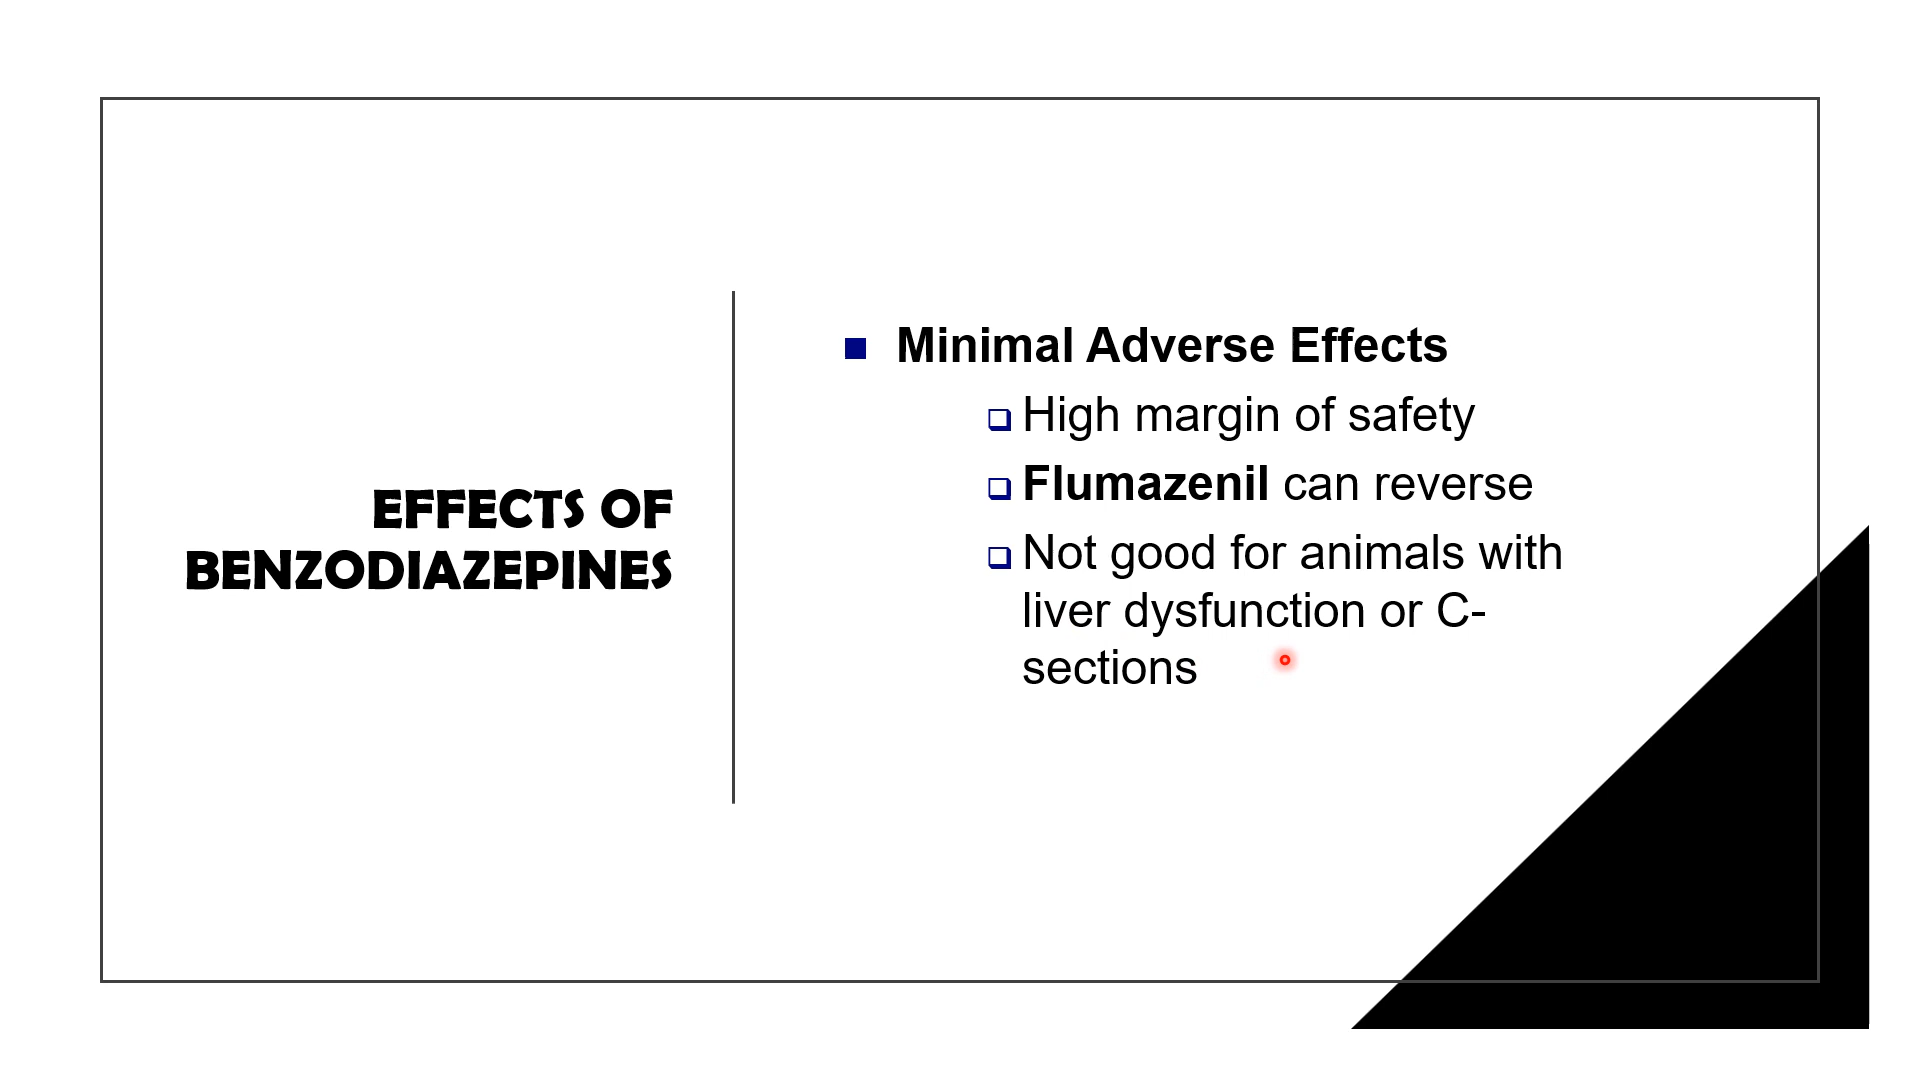 EFFECTS OF
BENZODIAZEPINES
Minimal Adverse Effects
High margin of safety
Flumazenil can reverse
Not good for animals with
liver dysfunction or C-
sections